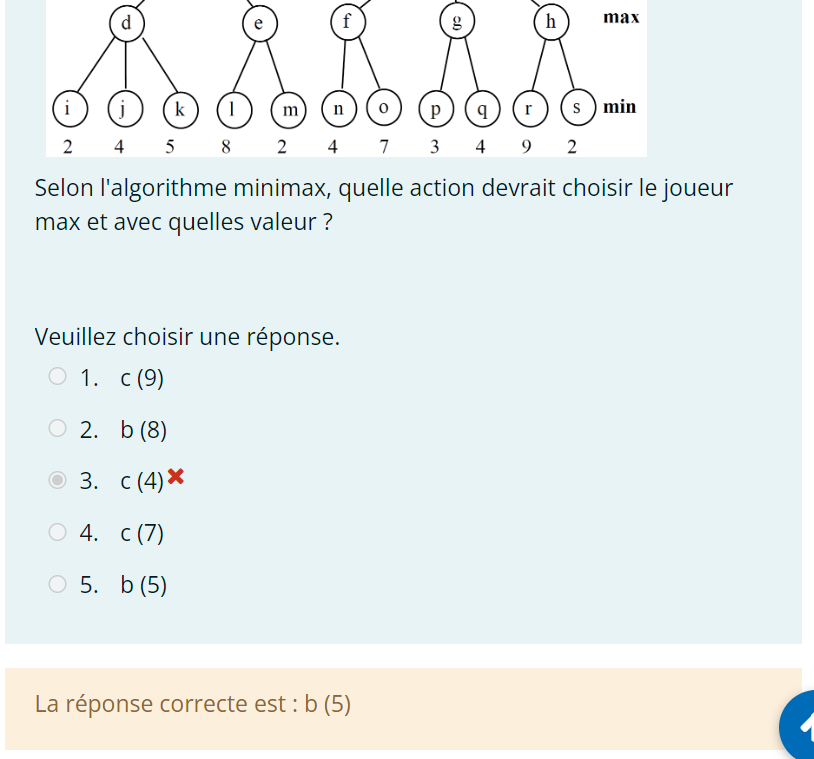 d e f g h max
i j k l m n o p q r s min
2 4 5 8 2 4 7 3 4 9 2
Selon l'algorithme minimax, quelle action devrait choisir le joueur
max et avec quelles valeur ?
Veuillez choisir une réponse.
1. c (9)
2. b (8)
3. c (4)
4. c (7)
5. b (5)
La réponse correcte est : b (5)